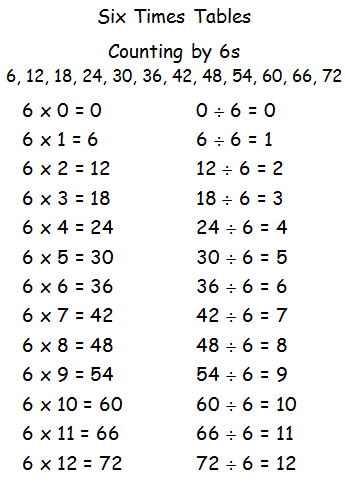 Six Times Tables
Counting by 6s
6, 12, 18, 24, 30, 36, 42, 48, 54, 60, 66, 72
6 x 0 = 0 0 ÷ 6 = 0
6 x 1 = 6 6 ÷ 6 = 1
6 x 2 = 12 12 ÷ 6 = 2
6 x 3 = 18 18 ÷ 6 = 3
6 x 4 = 24 24 ÷ 6 = 4
6 x 5 = 30 30 ÷ 6 = 5
6 x 6 = 36 36 ÷ 6 = 6
6 x 7 = 42 42 ÷ 6 = 7
6 x 8 = 48 48 ÷ 6 = 8
6 x 9 = 54 54 ÷ 6 = 9
6 x 10 = 60 60 ÷ 6 = 10
6 x 11 = 66 66 ÷ 6 = 11
6 x 12 = 72 72 ÷ 6 = 12